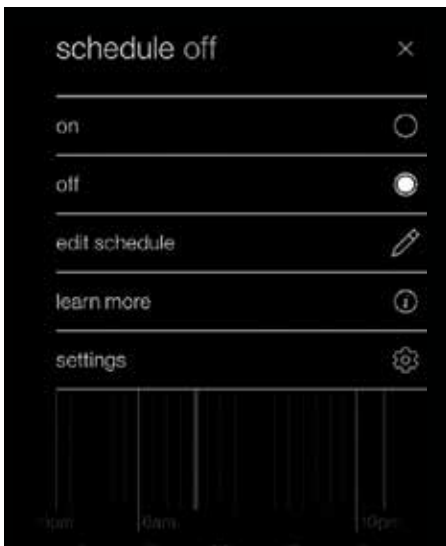 schedule off
on
off
edit schedule
learn more
settings
6am
10pm